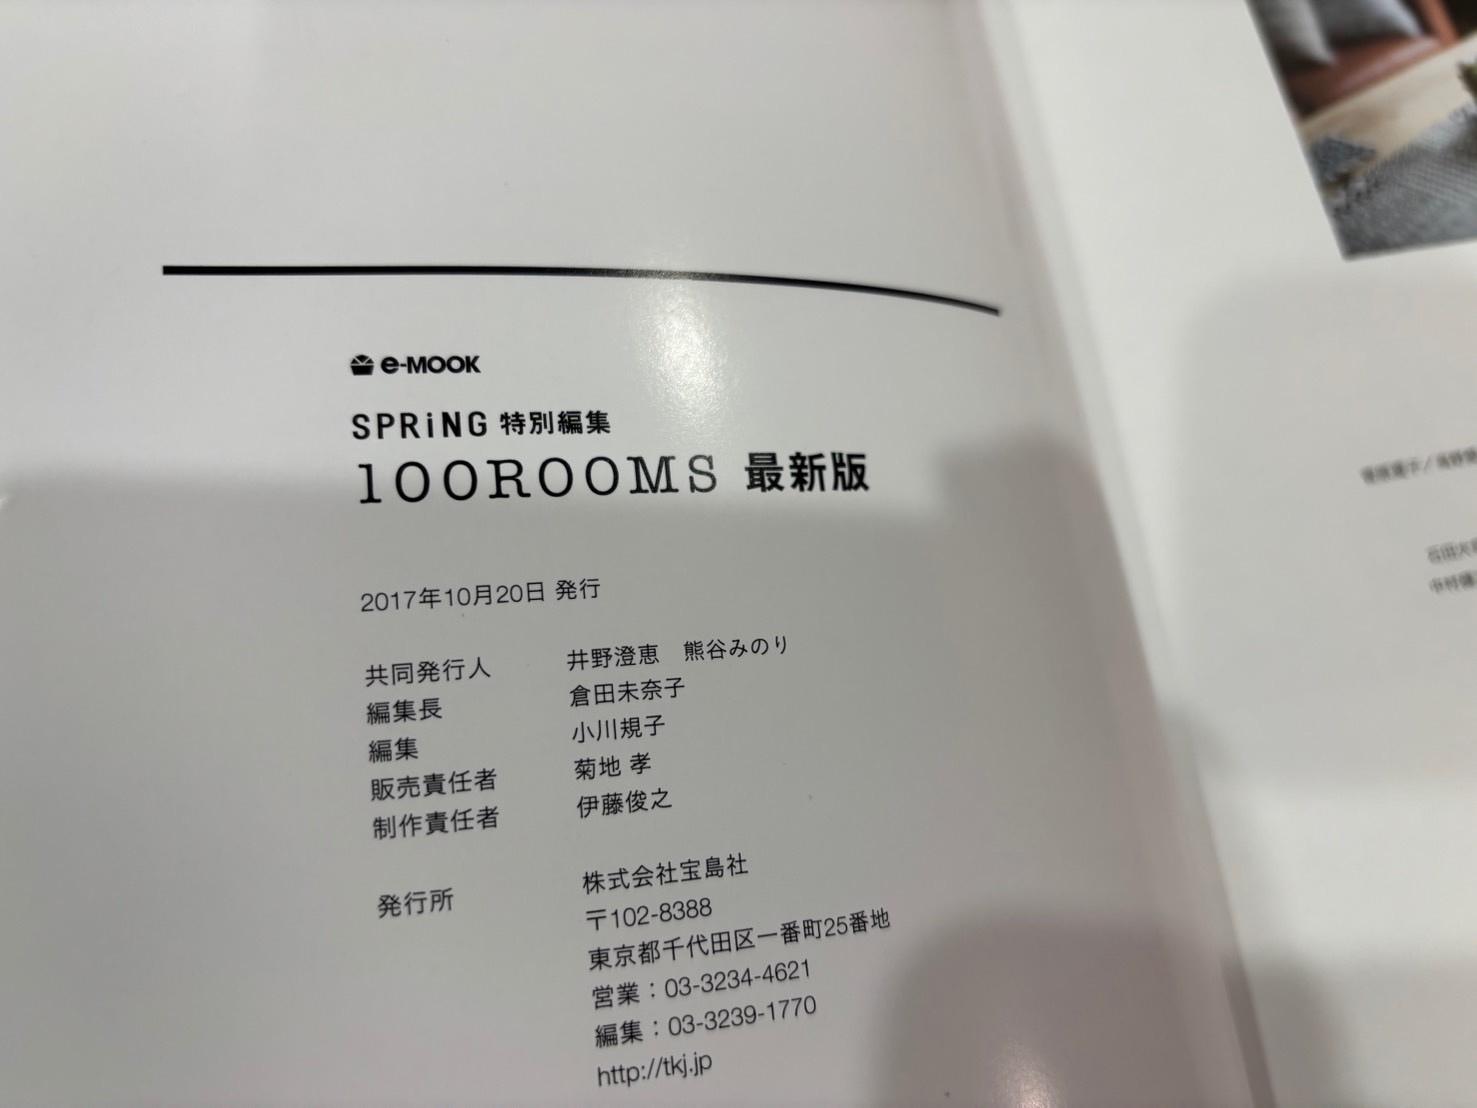 e-MOOK
SPRiNG 特別編集
100ROOMS 最新版
2017年10月20日 発行
共同発行人 井野澄恵 熊谷みのり
編集長 倉田未奈子
編集 小川規子
販売責任者 菊地 孝
制作責任者 伊藤俊之
発行所 株式会社宝島社
〒102-8388
東京都千代田区一番町25番地
営業：03-3234-4621
編集：03-3239-1770
http://tkj.jp